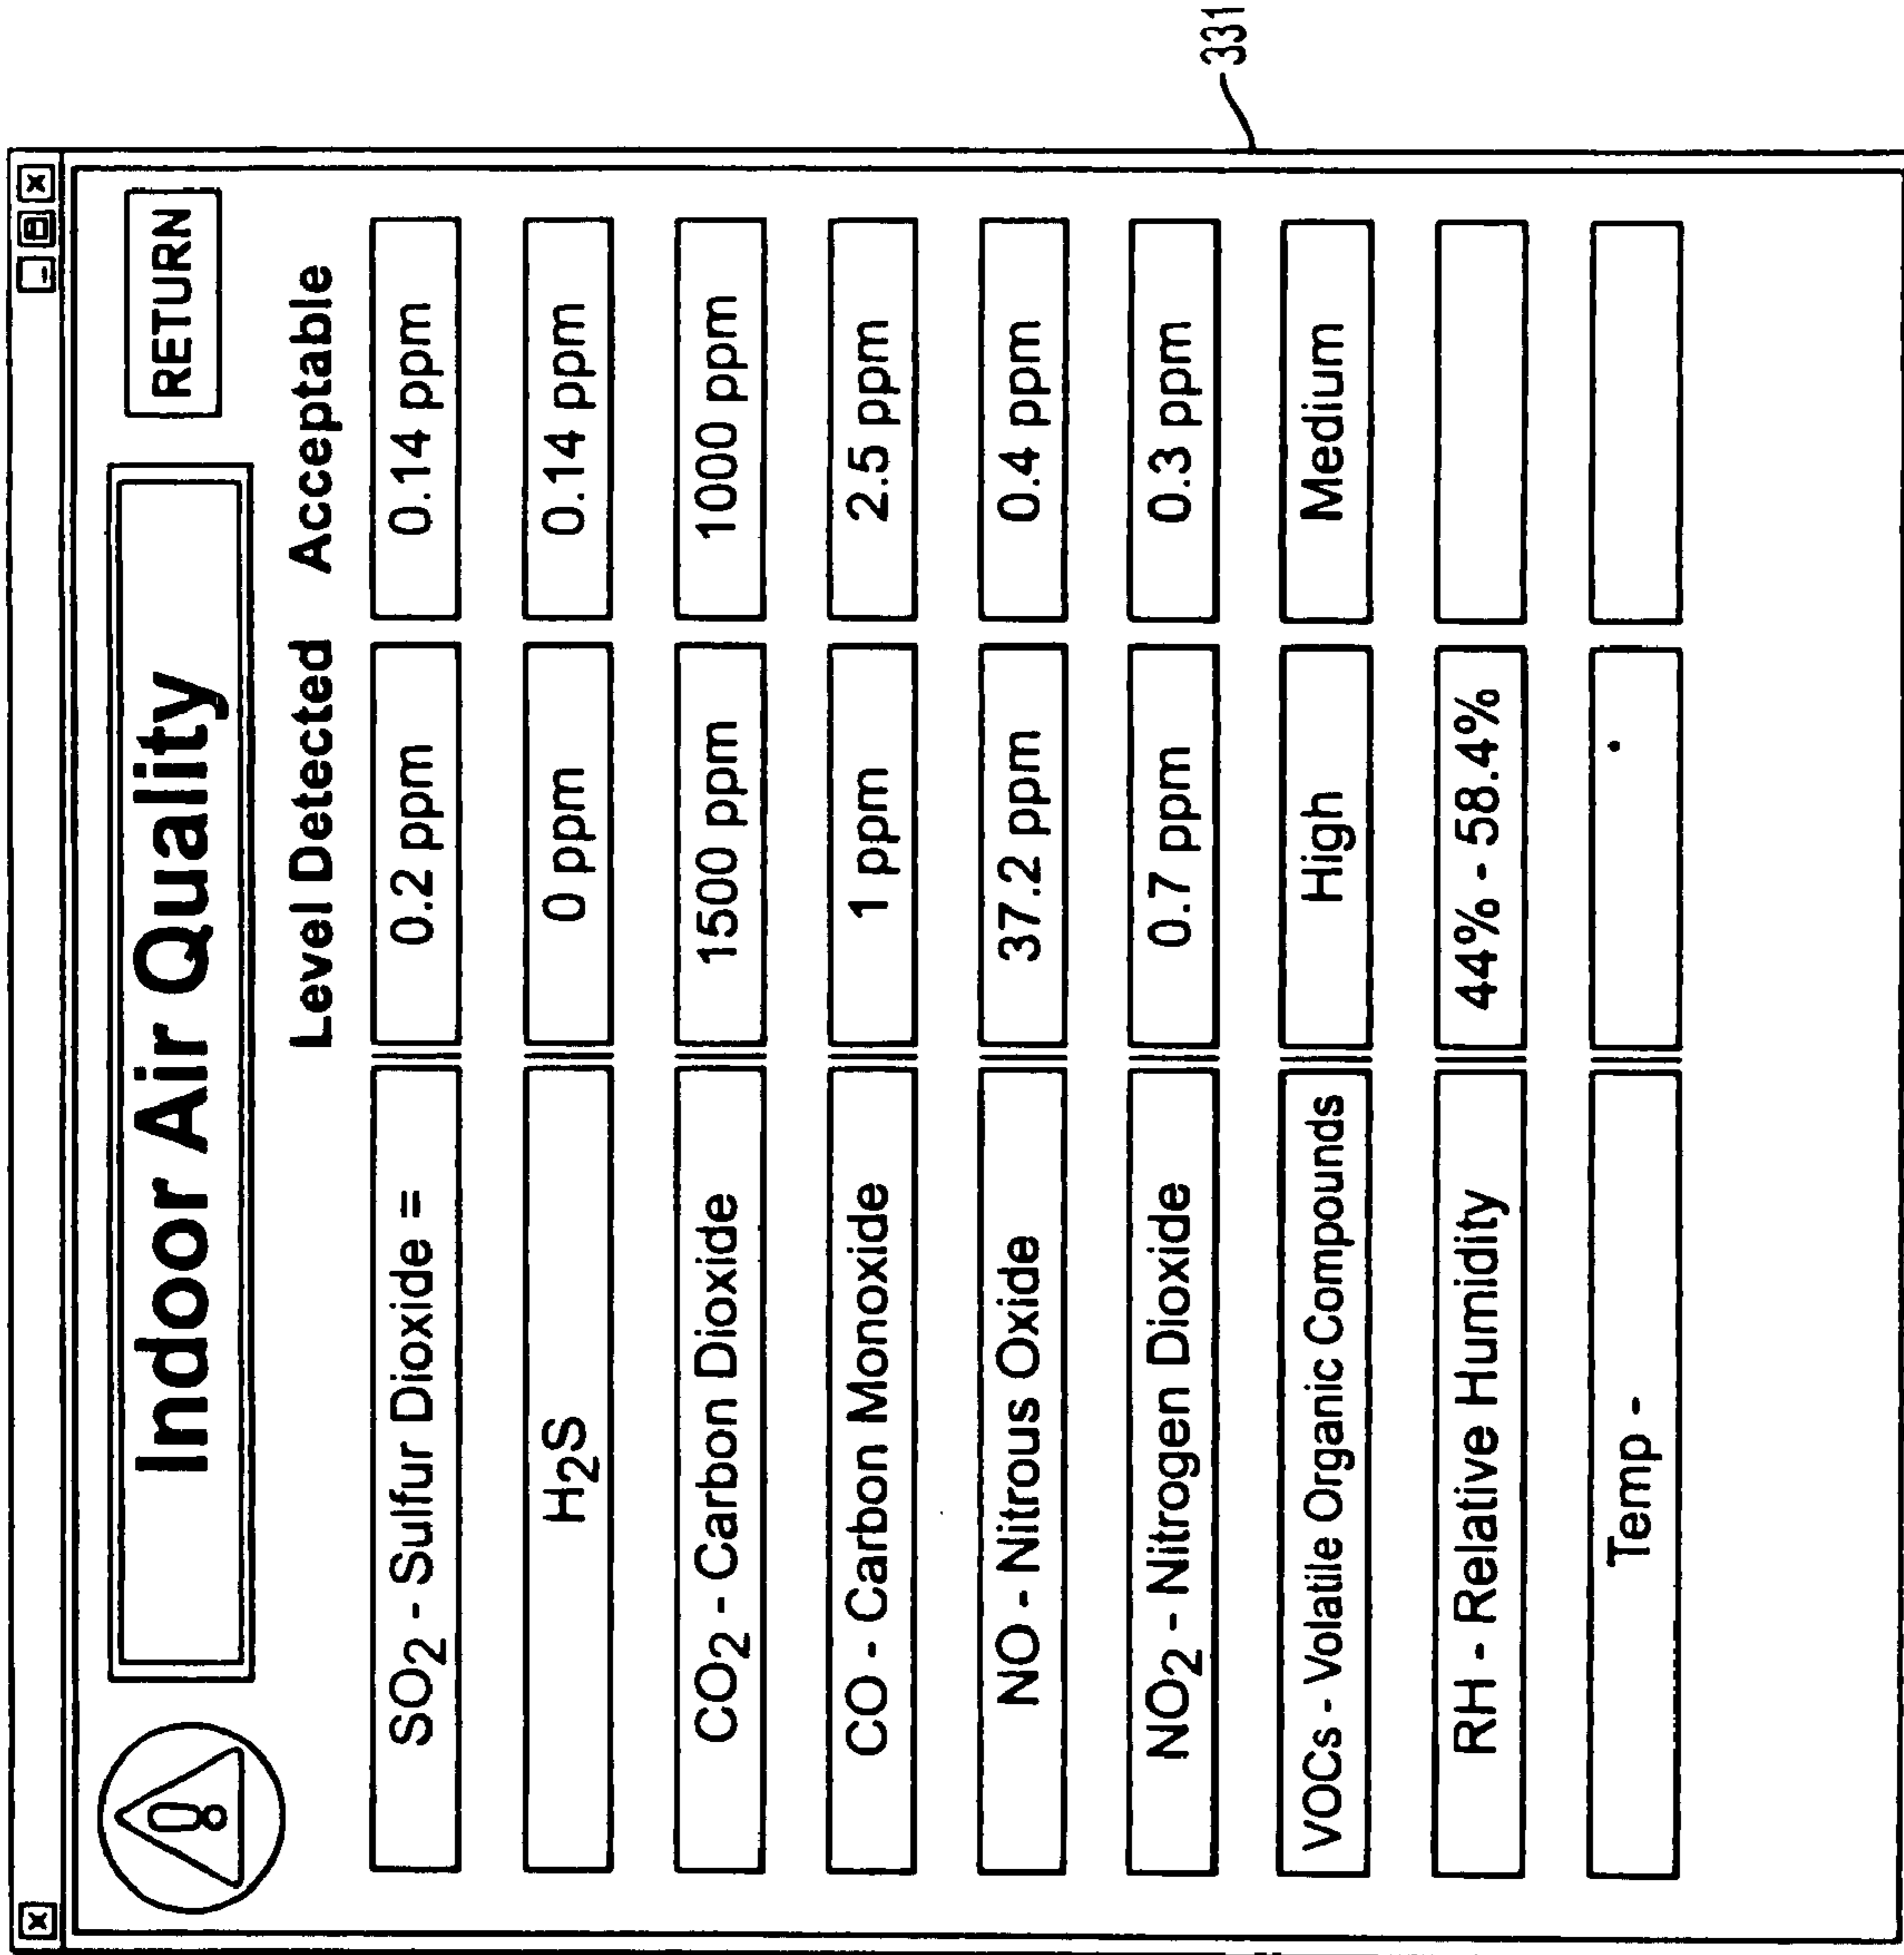 Indoor Air Quality
RETURN
Level Detected Acceptable
SO₂ - Sulfur Dioxide = 0.2 ppm 0.14 ppm
H₂S 0 ppm 0.14 ppm
CO₂ - Carbon Dioxide 1500 ppm 1000 ppm
CO - Carbon Monoxide 1 ppm 2.5 ppm
NO - Nitrous Oxide 37.2 ppm 0.4 ppm
NO₂ - Nitrogen Dioxide 0.7 ppm 0.3 ppm
VOCs - Volatile Organic Compounds High Medium
RH - Relative Humidity 44% - 58.4%
Temp -
331